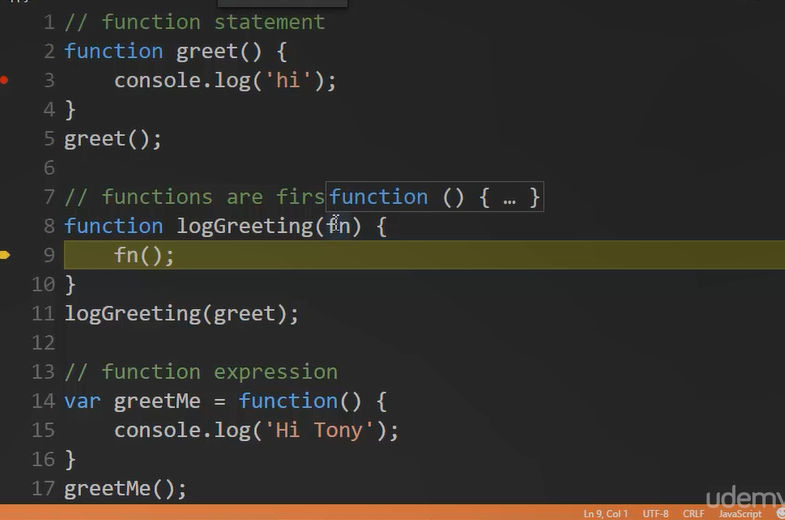 1 // function statement
2 function greet() {
3 console.log('hi');
4 }
5 greet();
6
7 // functions are firs function () { … }
8 function logGreeting(fn) {
9 fn();
10 }
11 logGreeting(greet);
12
13 // function expression
14 var greetMe = function() {
15 console.log('Hi Tony');
16 }
17 greetMe();
udemy
Ln 9, Col 1 UTF-8 CRLF JavaScript